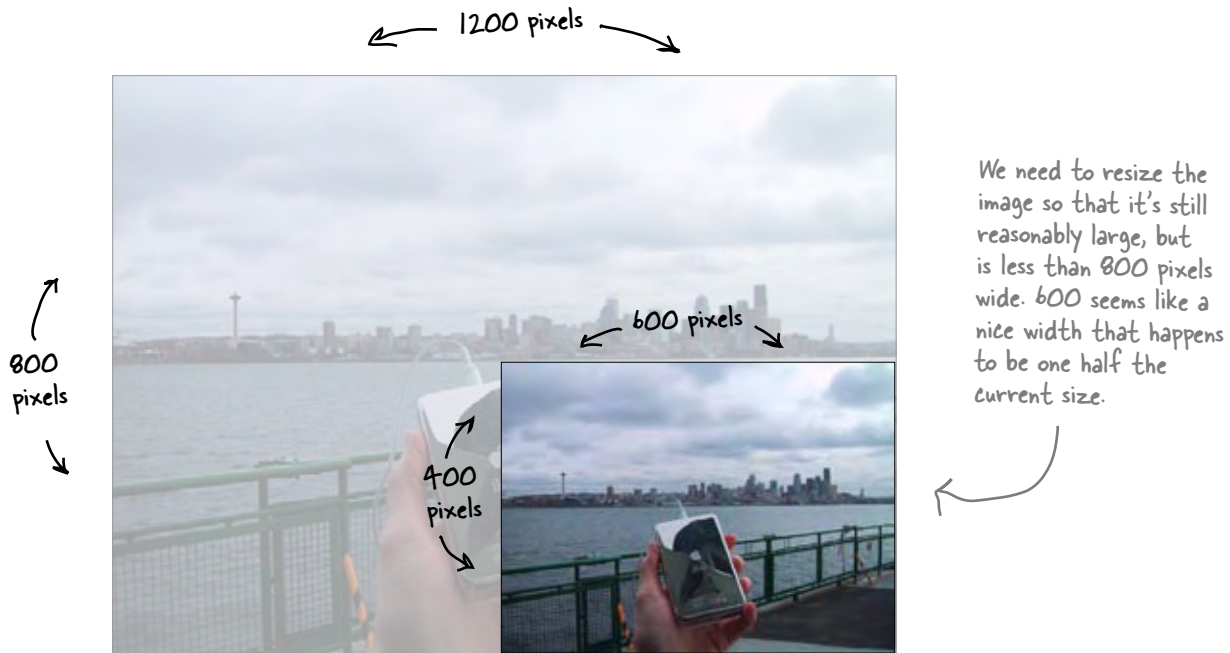 1200 pixels
800
pixels
600 pixels
400
pixels
We need to resize the
image so that it's still
reasonably large, but
is less than 800 pixels
wide. 600 seems like a
nice width that happens
to be one half the
current size.